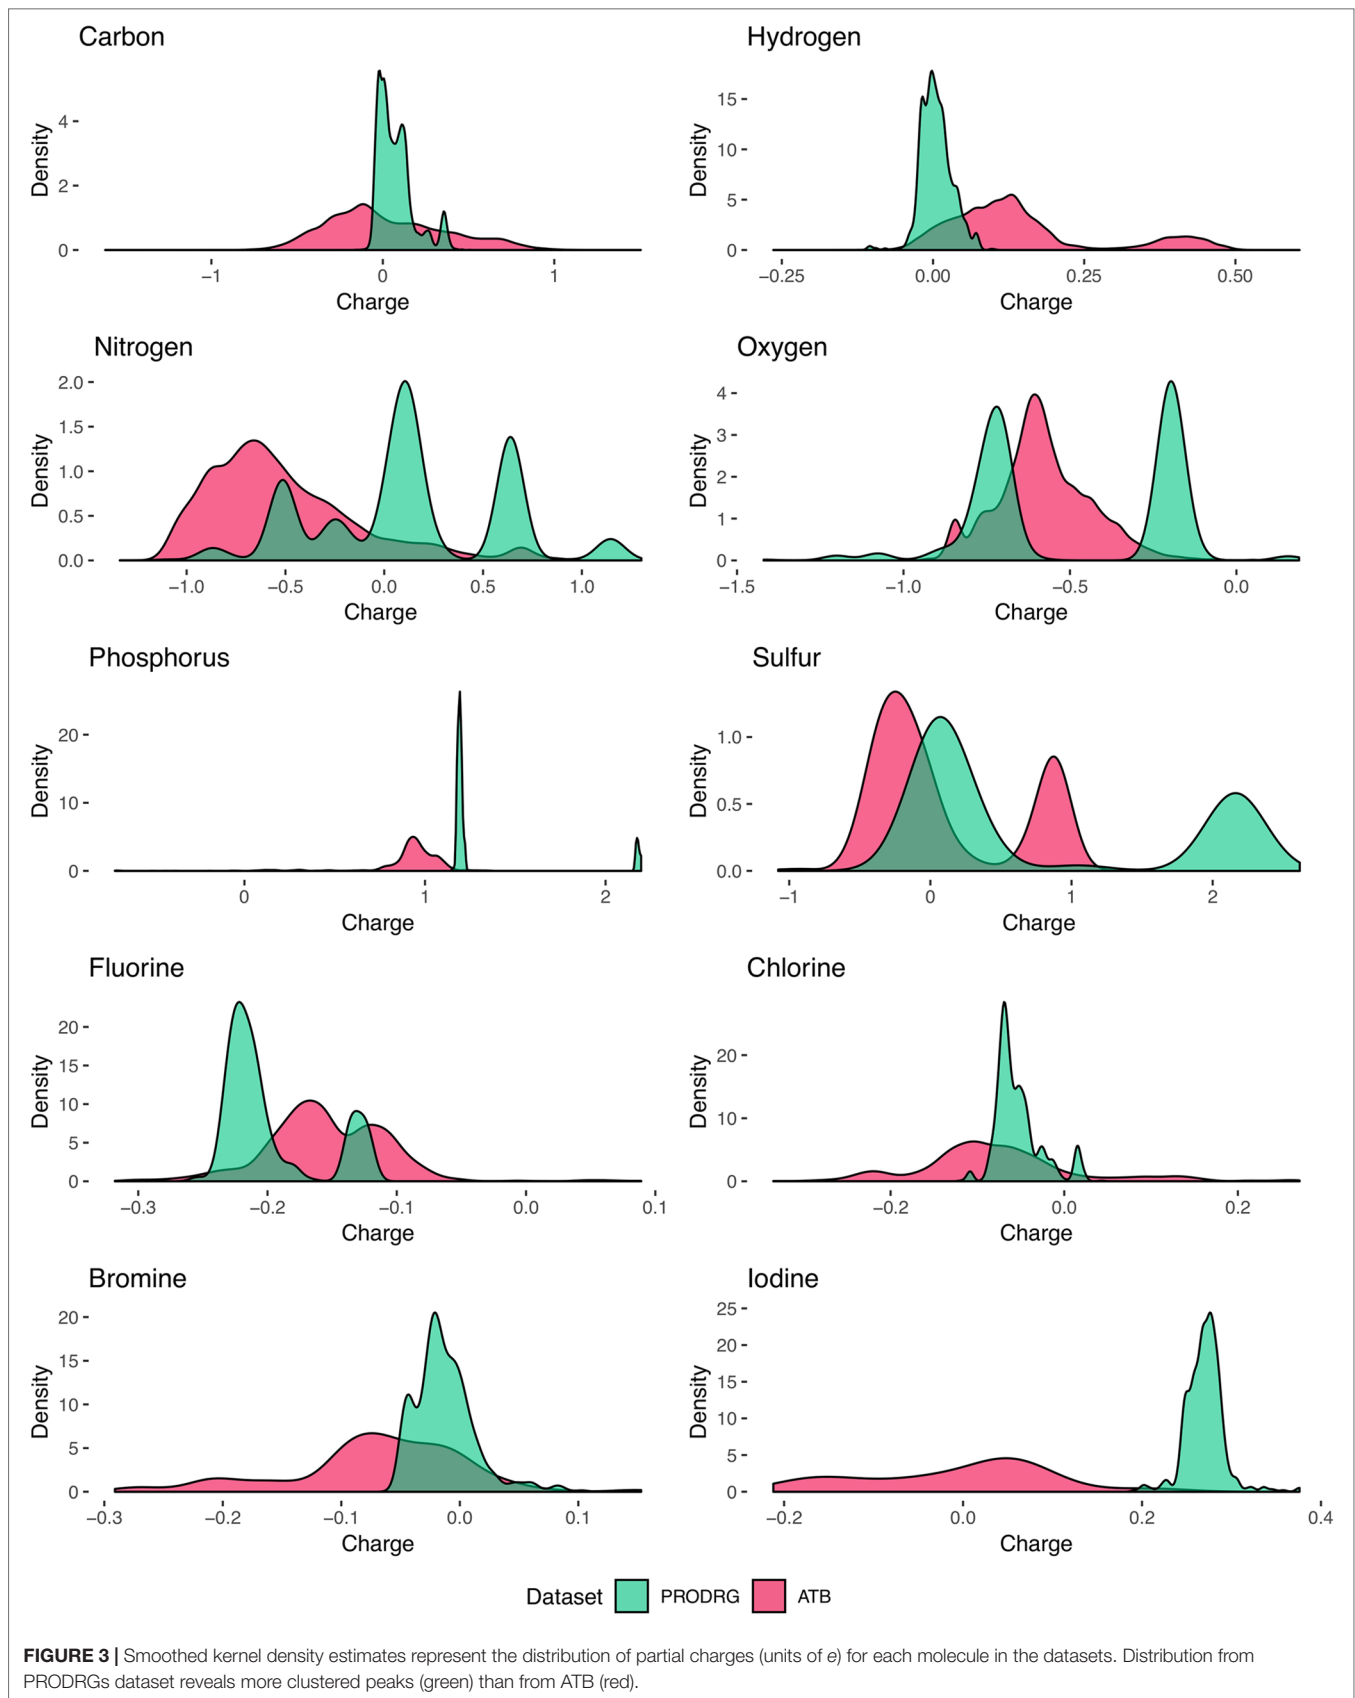 Carbon
Density
4
2
0
−1
0
1
Charge
Hydrogen
Density
15
10
5
0
−0.25
0.00
0.25
0.50
Charge
Nitrogen
Density
2.0
1.5
1.0
0.5
0.0
−1.0
−0.5
0.0
0.5
1.0
Charge
Oxygen
Density
4
3
2
1
0
−1.5
−1.0
−0.5
0.0
Charge
Phosphorus
Density
20
10
0
0
1
2
Charge
Sulfur
Density
1.0
0.5
0.0
−1
0
1
2
Charge
Fluorine
Density
20
15
10
5
0
−0.3
−0.2
−0.1
0.0
0.1
Charge
Chlorine
Density
20
10
0
−0.2
0.0
0.2
Charge
Bromine
Density
20
15
10
5
0
−0.3
−0.2
−0.1
0.0
0.1
Charge
Iodine
Density
25
20
15
10
5
0
−0.2
0.0
0.2
0.4
Charge
Dataset PRODRG ATB
FIGURE 3 | Smoothed kernel density estimates represent the distribution of partial charges (units of e) for each molecule in the datasets. Distribution from
PRODRGs dataset reveals more clustered peaks (green) than from ATB (red).